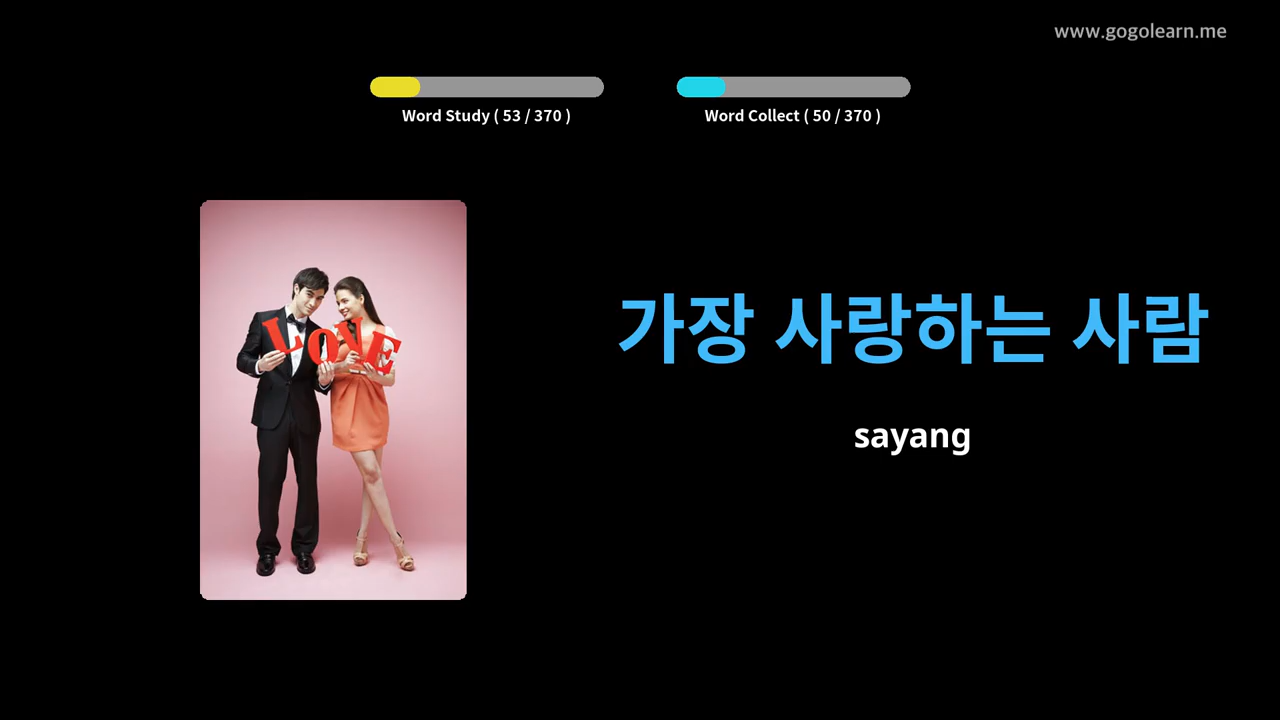 www.gogolearn.me
Word Study ( 53 / 370 )
Word Collect ( 50 / 370 )
LOVE
가장 사랑하는 사람
sayang